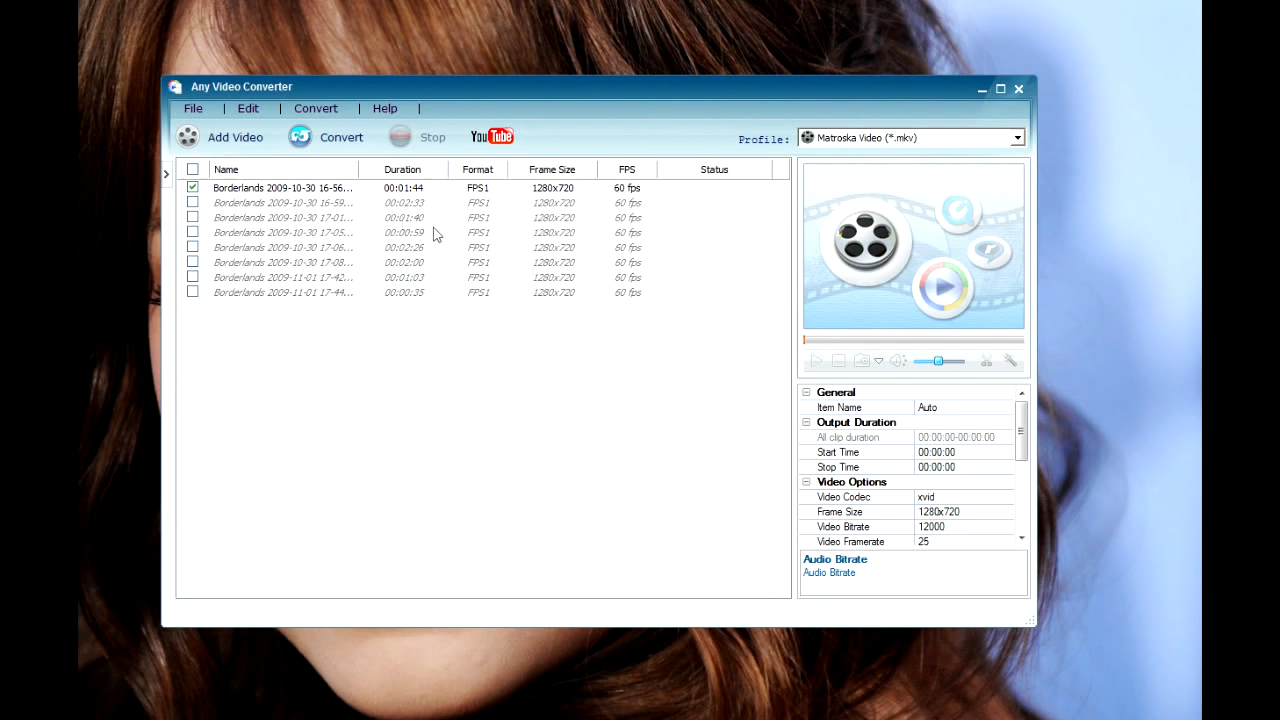 Any Video Converter
File | Edit | Convert | Help |
Add Video Convert Stop YouTube Profile: Matroska Video (*.mkv)
Name Duration Format Frame Size FPS Status
Borderlands 2009-10-30 16-56... 00:01:44 FPS1 1280x720 60 fps
Borderlands 2009-10-30 16-59... 00:02:33 FPS1 1280x720 60 fps
Borderlands 2009-10-30 17-01... 00:01:40 FPS1 1280x720 60 fps
Borderlands 2009-10-30 17-05... 00:00:59 FPS1 1280x720 60 fps
Borderlands 2009-10-30 17-06... 00:02:26 FPS1 1280x720 60 fps
Borderlands 2009-10-30 17-08... 00:02:00 FPS1 1280x720 60 fps
Borderlands 2009-11-01 17-42... 00:01:03 FPS1 1280x720 60 fps
Borderlands 2009-11-01 17-44... 00:00:35 FPS1 1280x720 60 fps
General
Item Name Auto
Output Duration
All clip duration 00:00:00-00:00:00
Start Time 00:00:00
Stop Time 00:00:00
Video Options
Video Codec xvid
Frame Size 1280x720
Video Bitrate 12000
Video Framerate 25
Audio Bitrate
Audio Bitrate